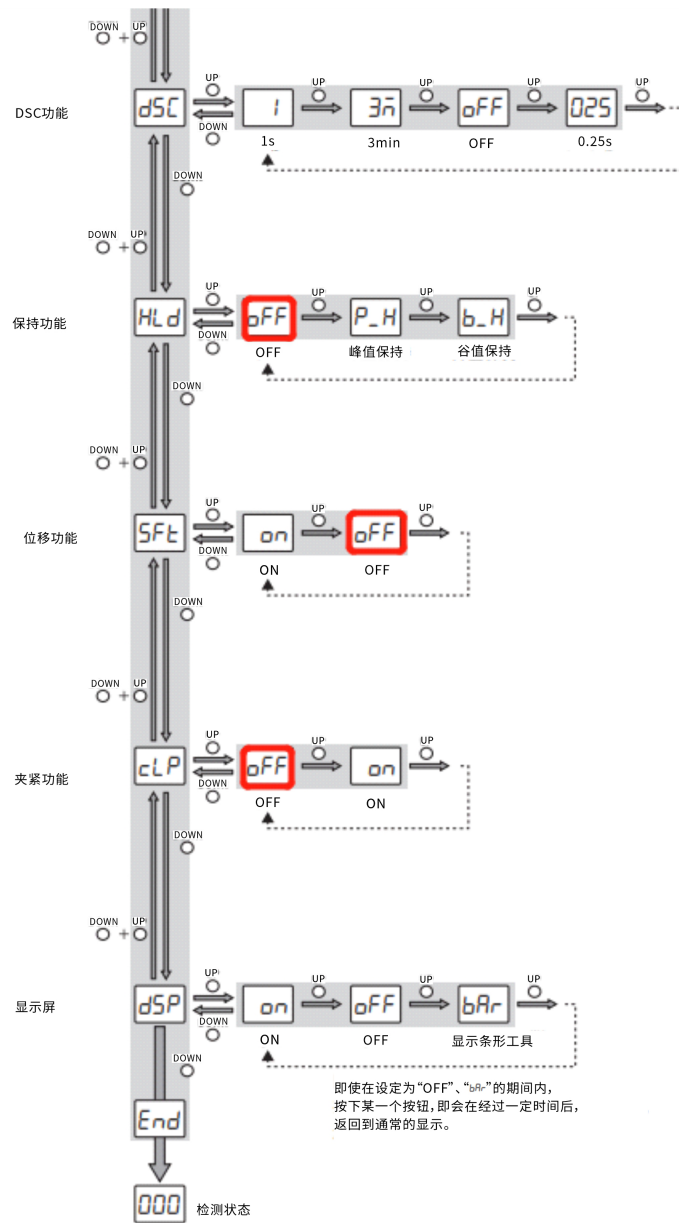 DOWN + UP
DSC功能
dSC
UP
DOWN
1
UP
3m
UP
oFF
UP
025
UP
1s
3min
OFF
0.25s
DOWN
DOWN + UP
保持功能
HLd
UP
DOWN
oFF
UP
P_H
UP
b_H
UP
OFF
峰值保持
谷值保持
DOWN
DOWN + UP
位移功能
SFt
UP
DOWN
on
UP
oFF
UP
ON
OFF
DOWN
DOWN + UP
夹紧功能
cLP
UP
DOWN
oFF
UP
on
UP
OFF
ON
DOWN
DOWN + UP
显示屏
dSP
UP
DOWN
on
UP
oFF
UP
bAr
UP
ON
OFF
显示条形工具
DOWN
即使在设定为“OFF”、“bAr”的期间内，
按下某一个按钮，即会在经过一定时间后，
返回到通常的显示。
End
000
检测状态